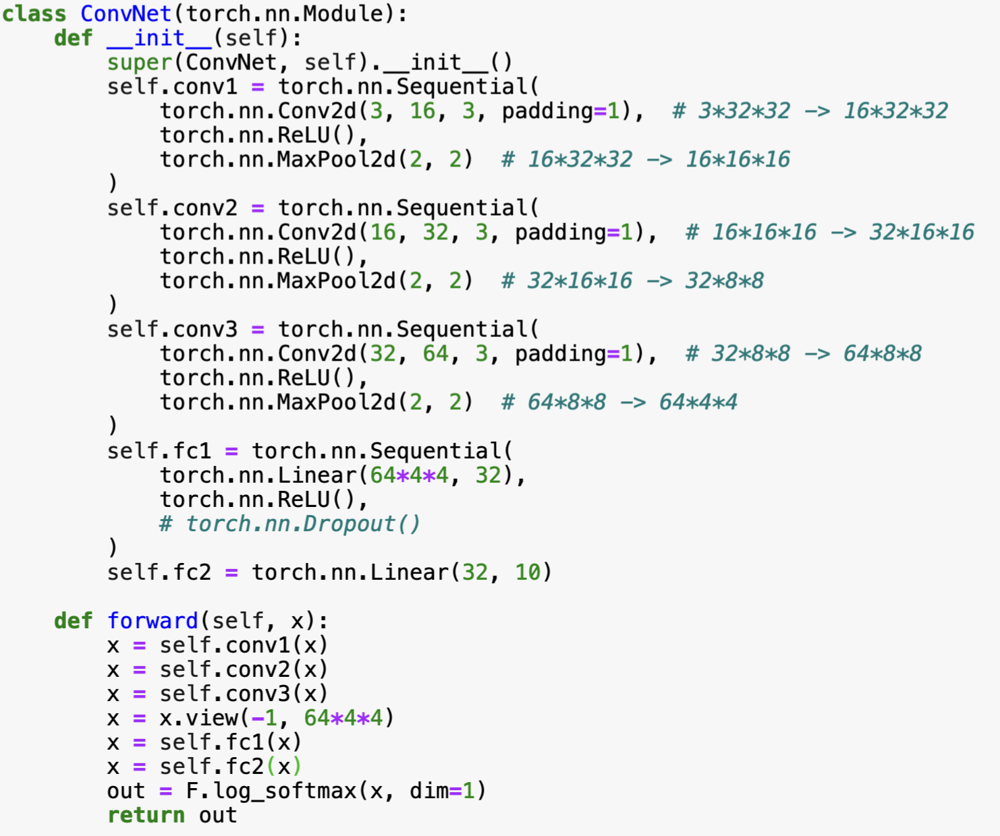 class ConvNet(torch.nn.Module):
    def __init__(self):
        super(ConvNet, self).__init__()
        self.conv1 = torch.nn.Sequential(
            torch.nn.Conv2d(3, 16, 3, padding=1),  # 3*32*32 -> 16*32*32
            torch.nn.ReLU(),
            torch.nn.MaxPool2d(2, 2)  # 16*32*32 -> 16*16*16
        )
        self.conv2 = torch.nn.Sequential(
            torch.nn.Conv2d(16, 32, 3, padding=1),  # 16*16*16 -> 32*16*16
            torch.nn.ReLU(),
            torch.nn.MaxPool2d(2, 2)  # 32*16*16 -> 32*8*8
        )
        self.conv3 = torch.nn.Sequential(
            torch.nn.Conv2d(32, 64, 3, padding=1),  # 32*8*8 -> 64*8*8
            torch.nn.ReLU(),
            torch.nn.MaxPool2d(2, 2)  # 64*8*8 -> 64*4*4
        )
        self.fc1 = torch.nn.Sequential(
            torch.nn.Linear(64*4*4, 32),
            torch.nn.ReLU(),
            # torch.nn.Dropout()
        )
        self.fc2 = torch.nn.Linear(32, 10)

    def forward(self, x):
        x = self.conv1(x)
        x = self.conv2(x)
        x = self.conv3(x)
        x = x.view(-1, 64*4*4)
        x = self.fc1(x)
        x = self.fc2(x)
        out = F.log_softmax(x, dim=1)
        return out